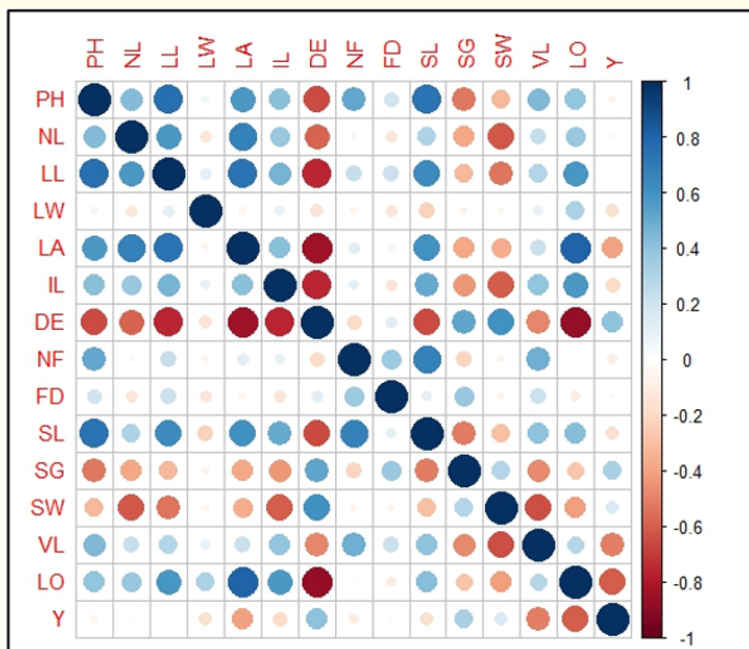 PH NL LL LW LA IL DE NF FD SL SG SW VL LO Y
PH
NL
LL
LW
LA
IL
DE
NF
FD
SL
SG
SW
VL
LO
Y
1
0.8
0.6
0.4
0.2
0
-0.2
-0.4
-0.6
-0.8
-1